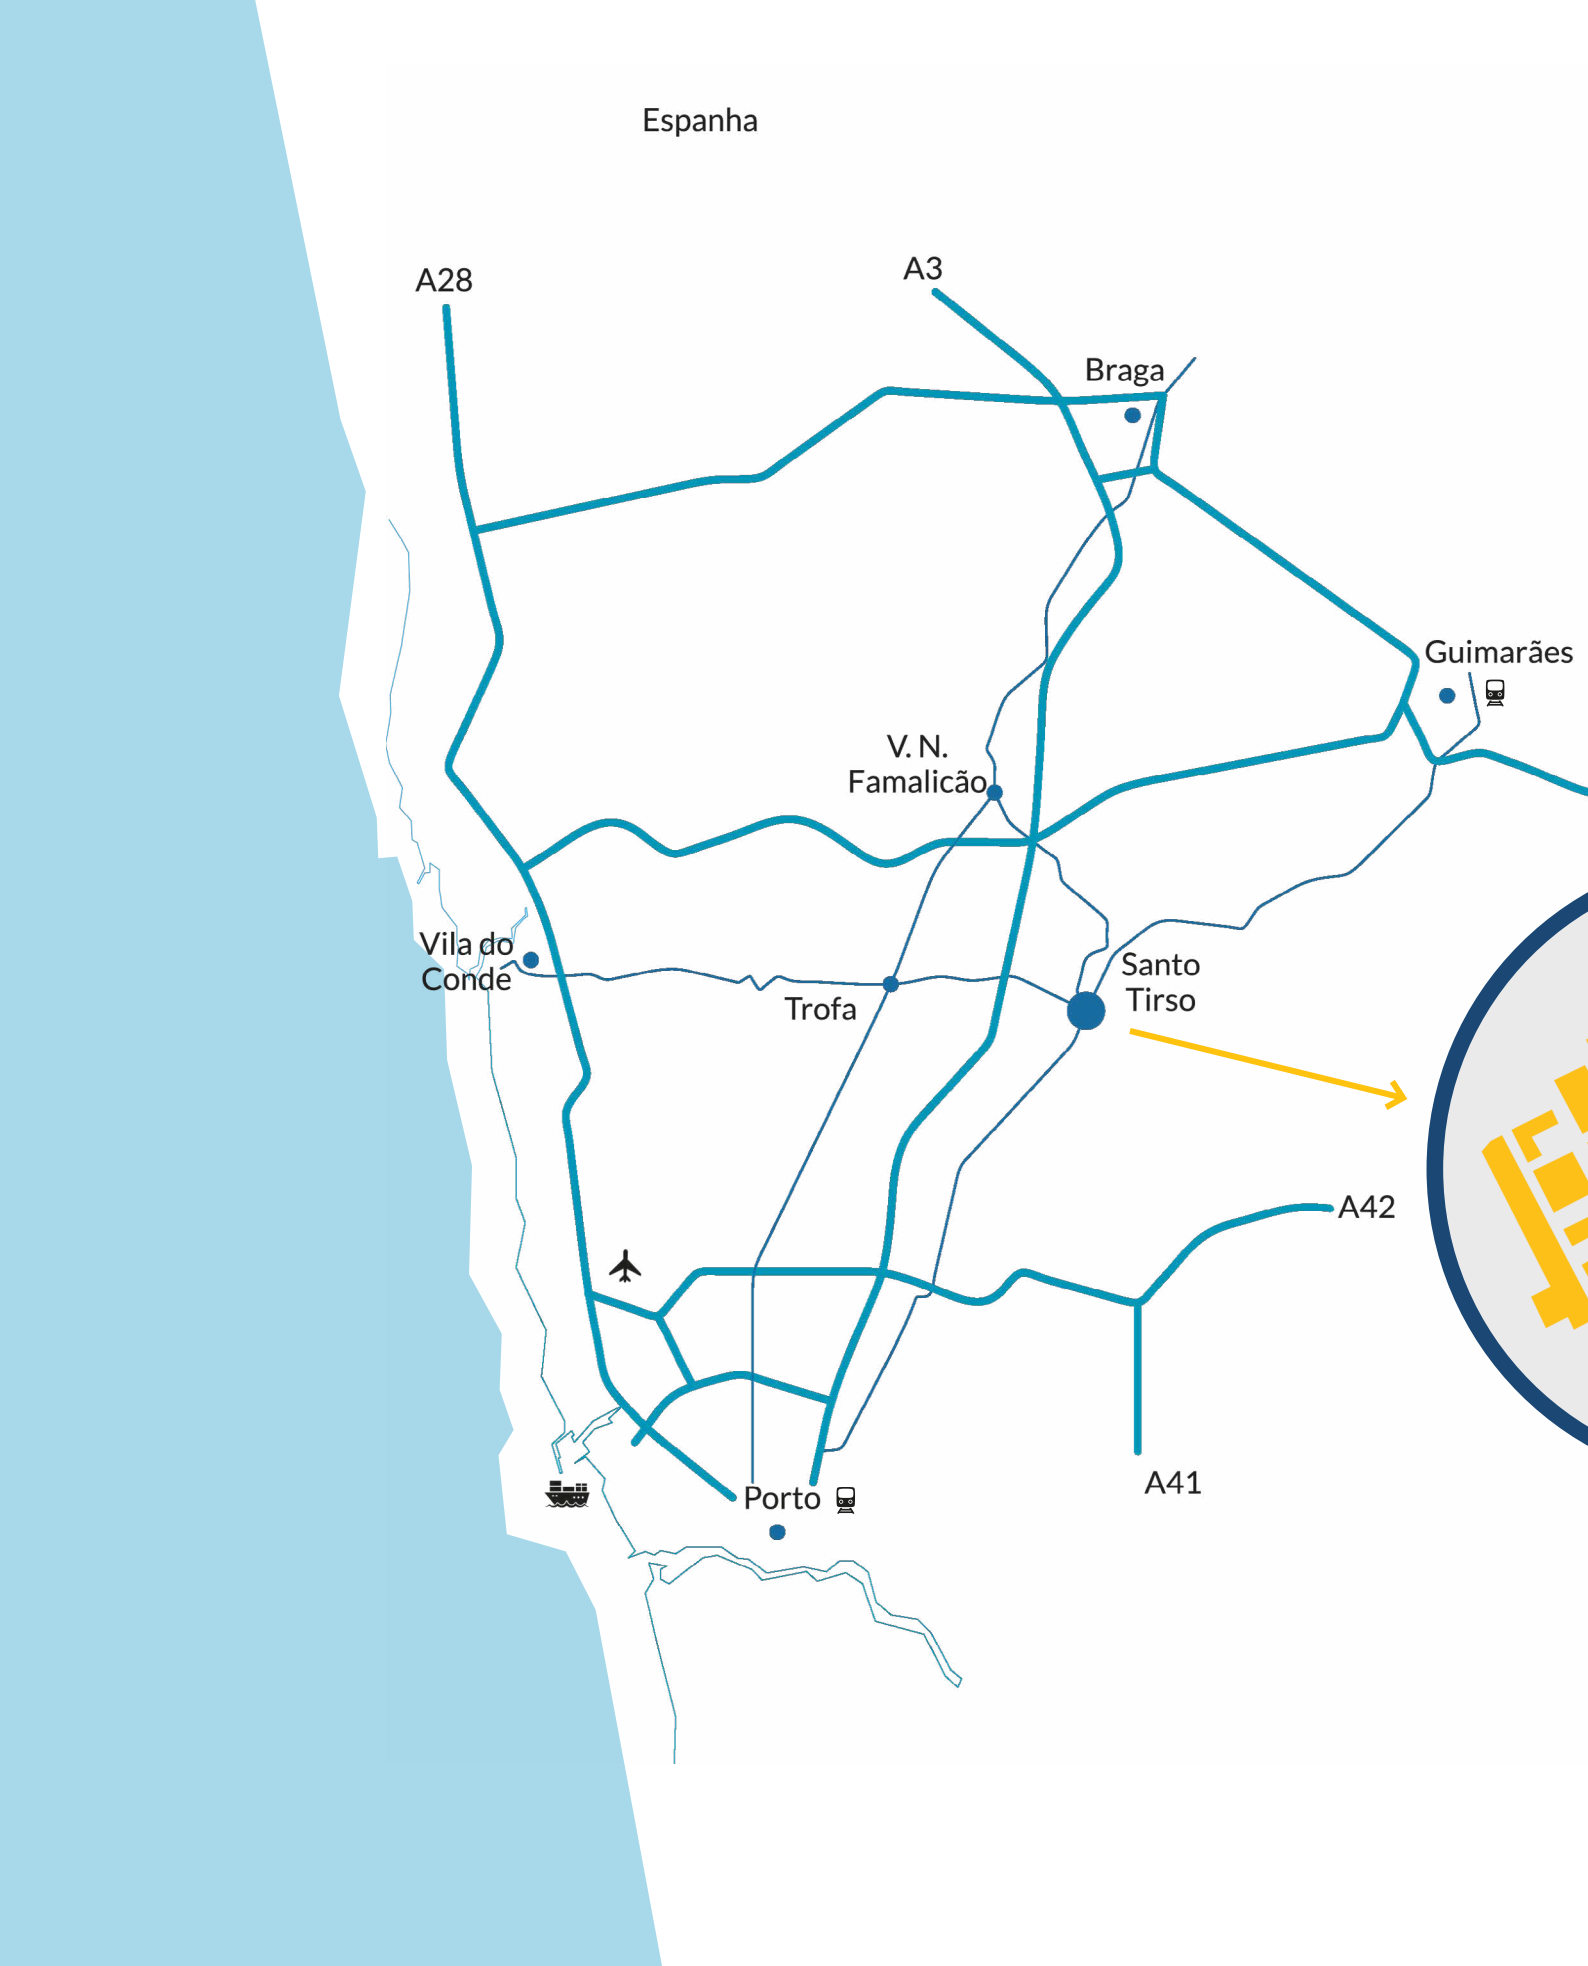 Espanha
A28
A3
Braga
Guimarães
V. N.
Famalicão
Vila do
Conde
Santo
Tirso
Trofa
A42
A41
Porto